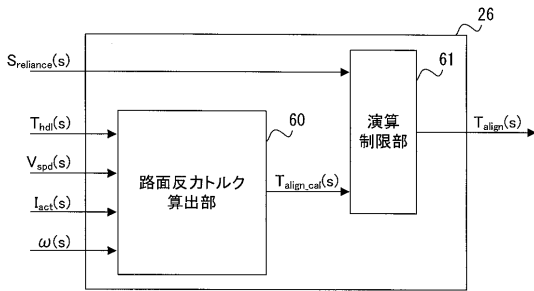 26
S_reliance(s)
61
T_hdl(s)
60
演算
制限部
T_align(s)
V_spd(s)
路面反力トルク
算出部
T_align_cal(s)
I_act(s)
ω(s)